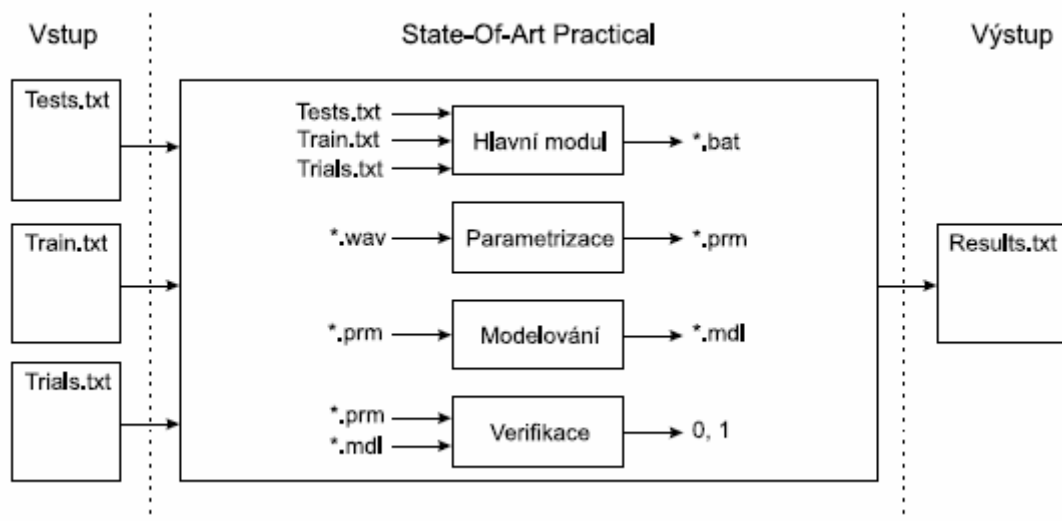 Vstup
State-Of-Art Practical
Výstup
Tests.txt
Train.txt
Trials.txt
Tests.txt
Train.txt
Trials.txt
Hlavní modul
*.bat
*.wav
Parametrizace
*.prm
*.prm
Modelování
*.mdl
*.prm
*.mdl
Verifikace
0, 1
Results.txt